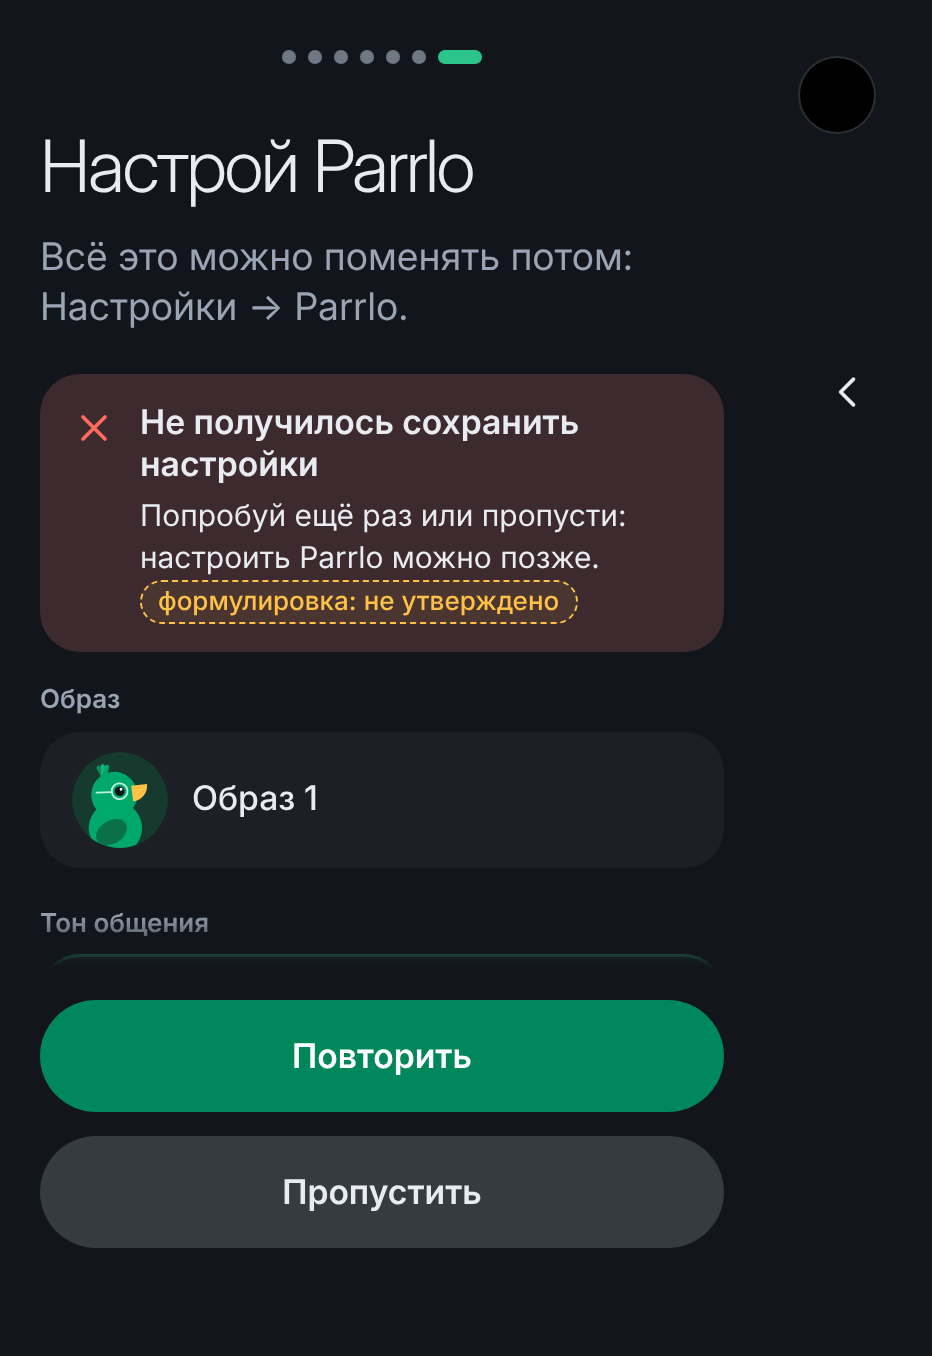 Настрой Parrlo
Всё это можно поменять потом:
Настройки → Parrlo.
Не получилось сохранить
настройки
Попробуй ещё раз или пропусти:
настроить Parrlo можно позже.
формулировка: не утверждено
Образ
Образ 1
Тон общения
Повторить
Пропустить